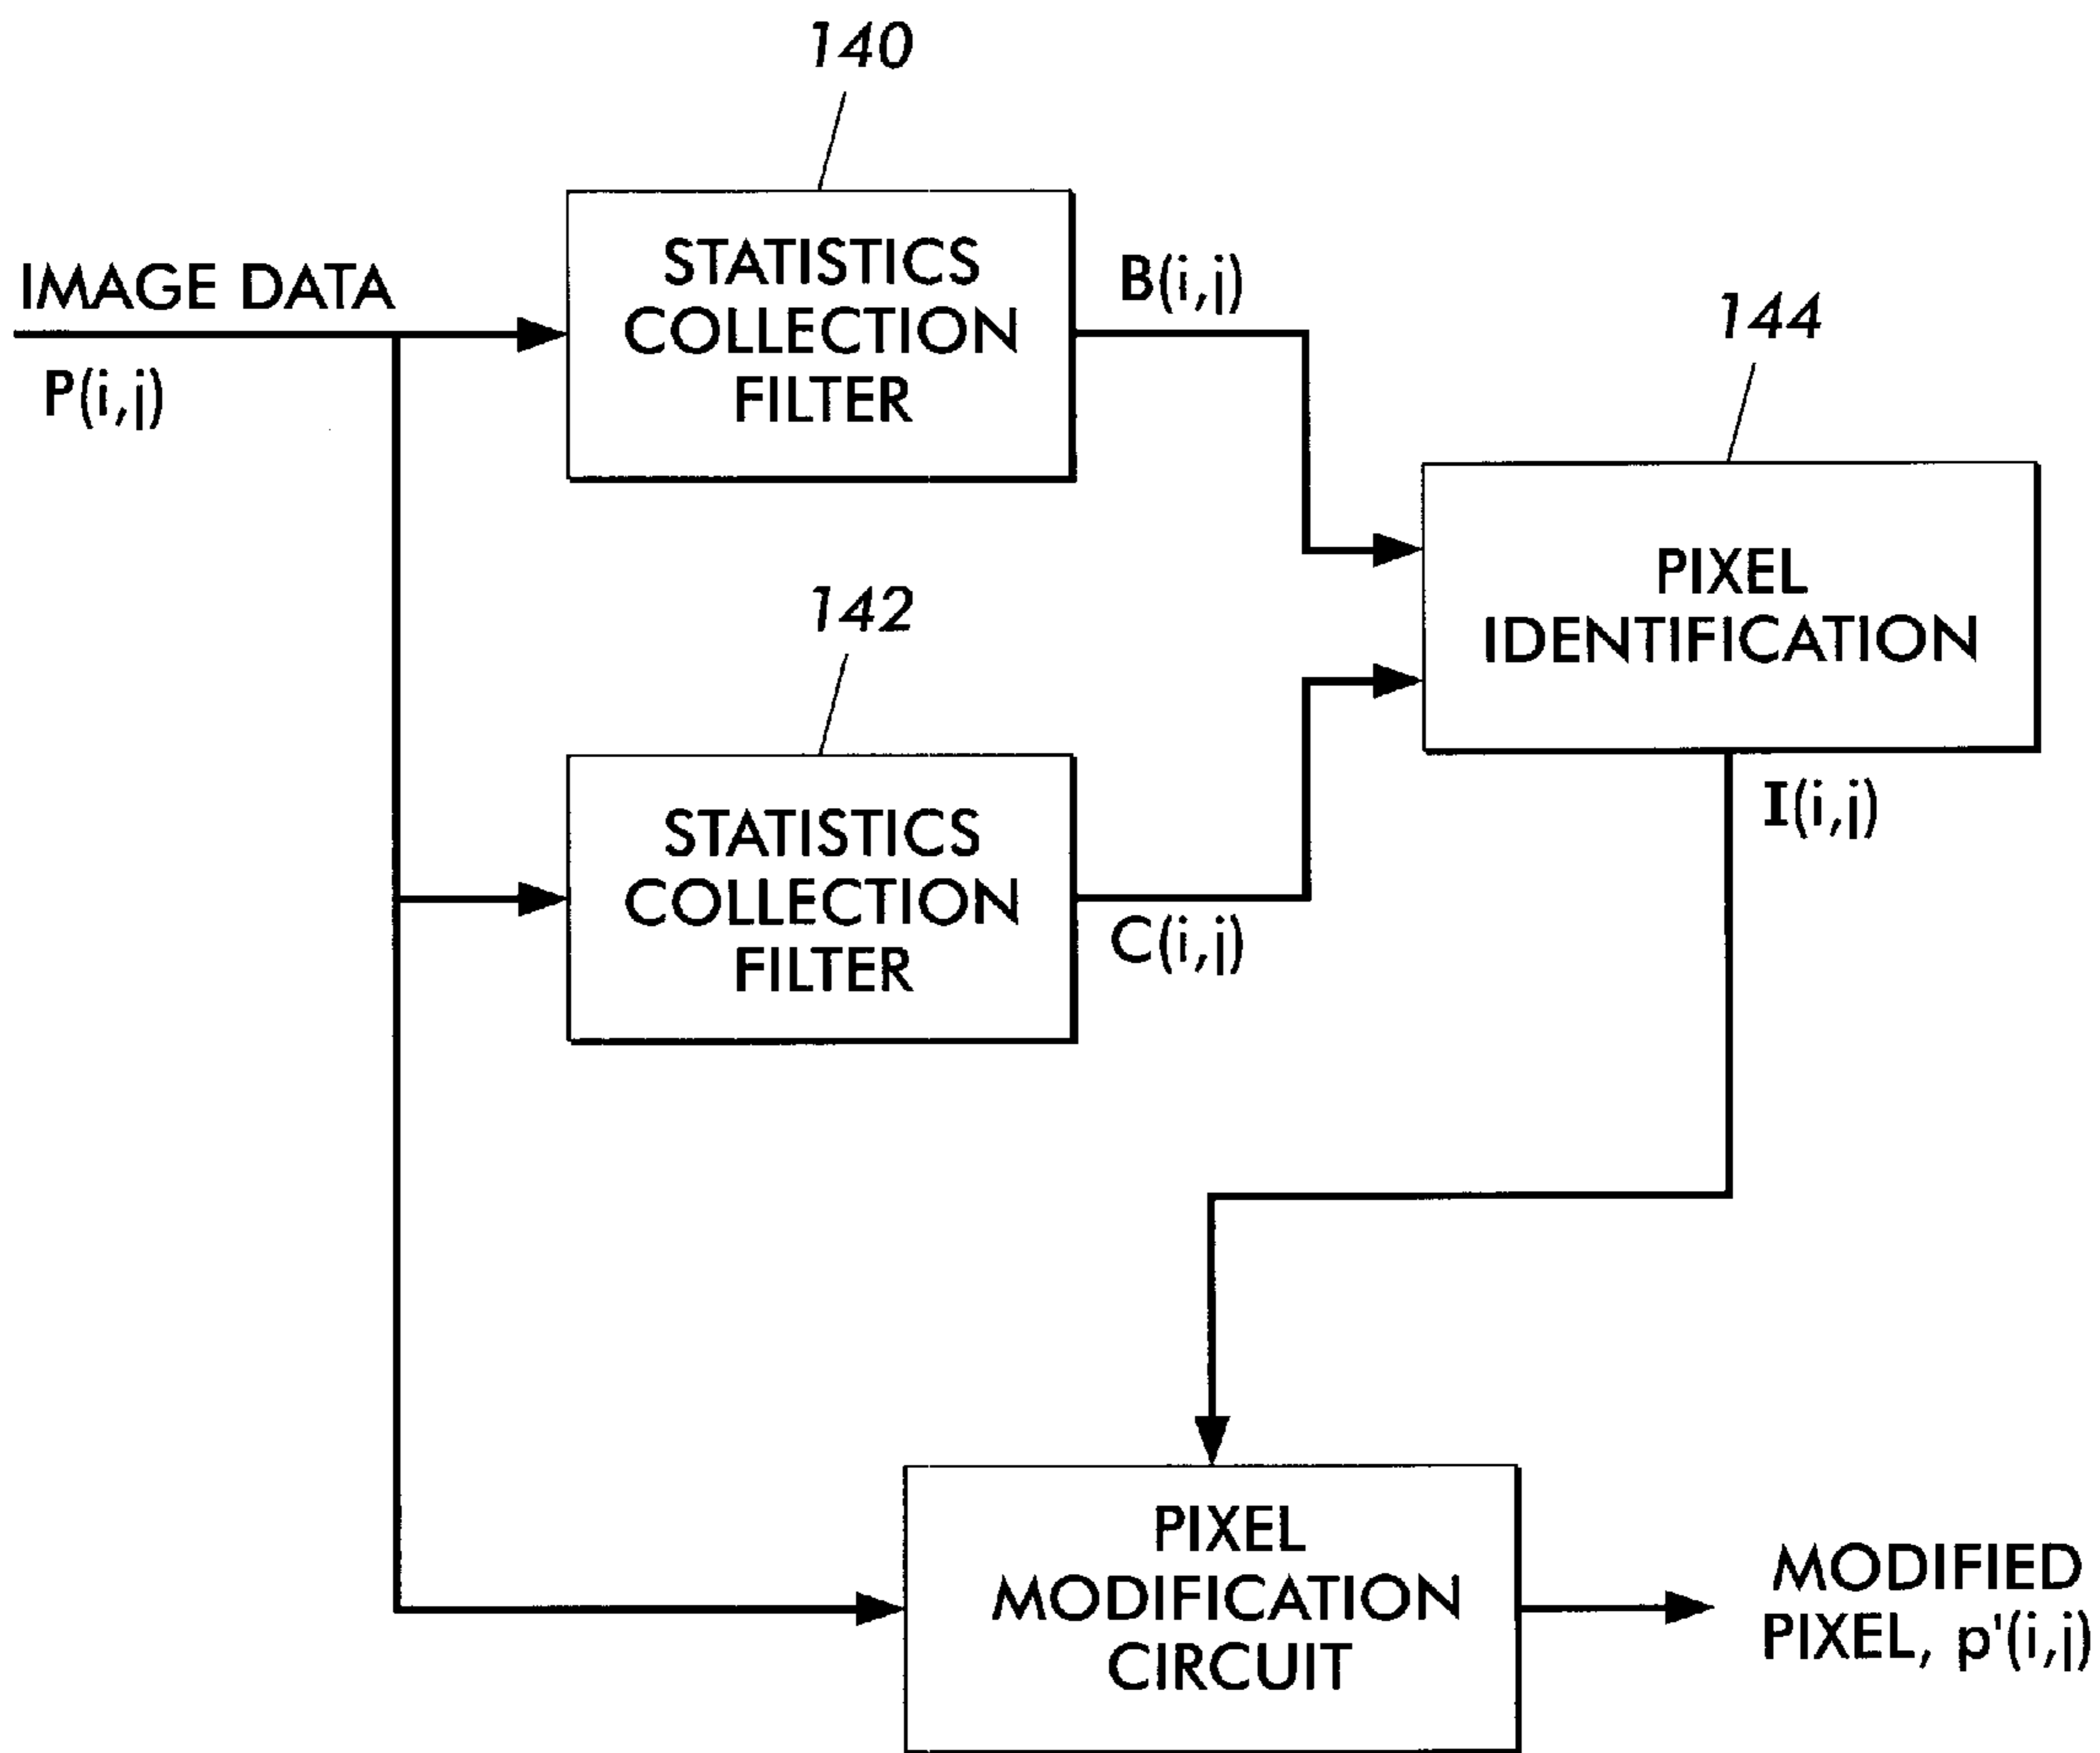 140
STATISTICS
COLLECTION
FILTER
IMAGE DATA
P(i,j)
B(i,j)
144
PIXEL
IDENTIFICATION
I(i,j)
142
STATISTICS
COLLECTION
FILTER
C(i,j)
PIXEL
MODIFICATION
CIRCUIT
MODIFIED
PIXEL, p'(i,j)